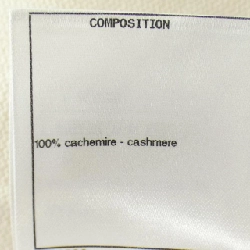 COMPOSITION
100% cachemire - cashmere